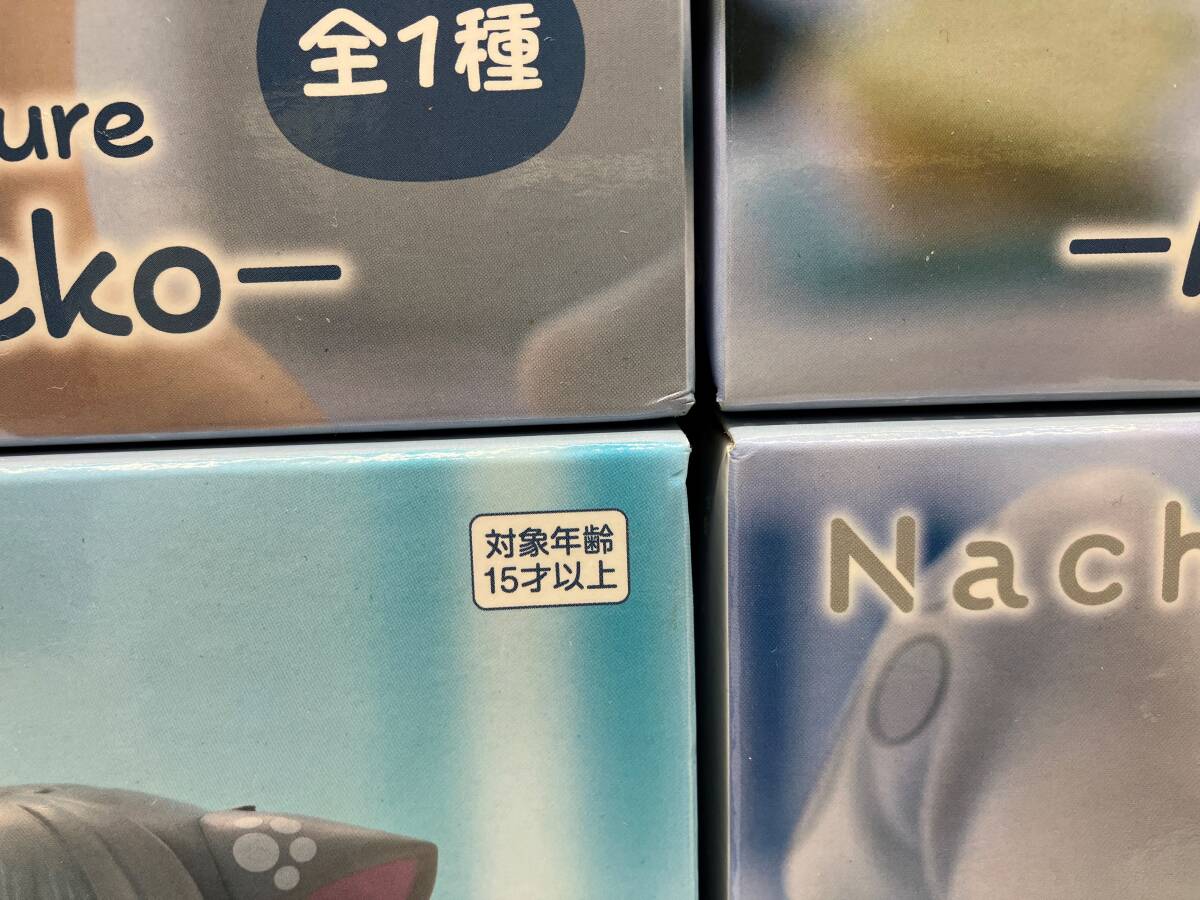 全1種
ure
eko–
–
対象年齢
15才以上
Nach